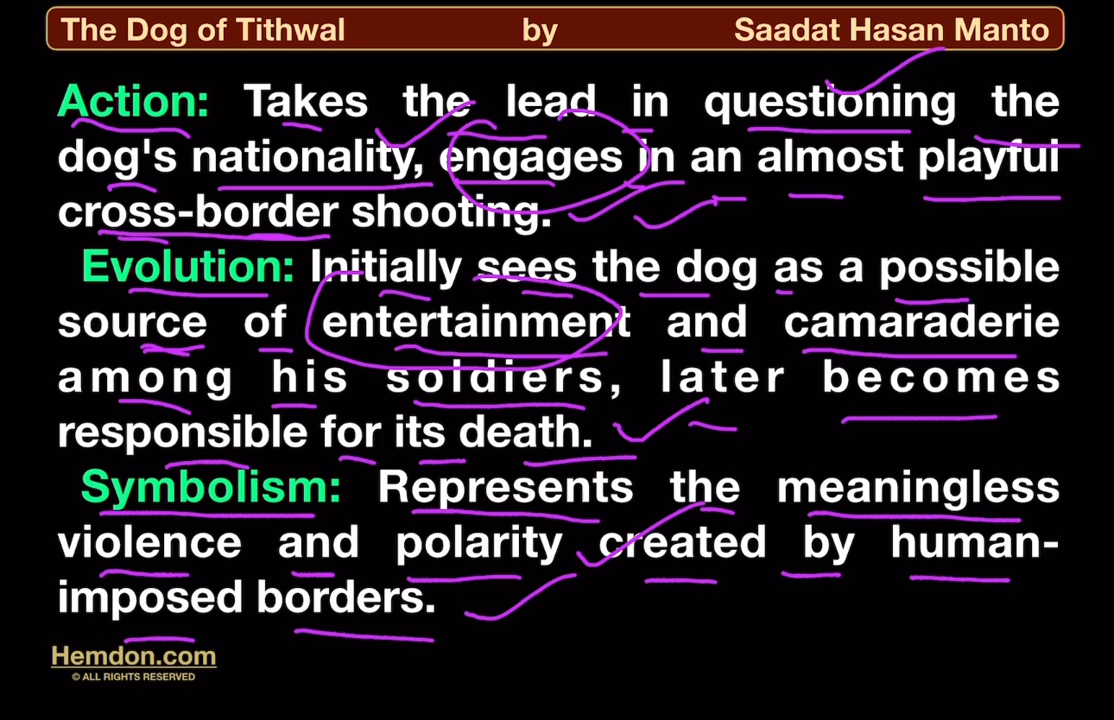 The Dog of Tithwal by Saadat Hasan Manto
Action: Takes the lead in questioning the
dog's nationality, engages in an almost playful
cross-border shooting.
Evolution: Initially sees the dog as a possible
source of entertainment and camaraderie
among his soldiers, later becomes
responsible for its death.
Symbolism: Represents the meaningless
violence and polarity created by human-
imposed borders.
Hemdon.com
© ALL RIGHTS RESERVED